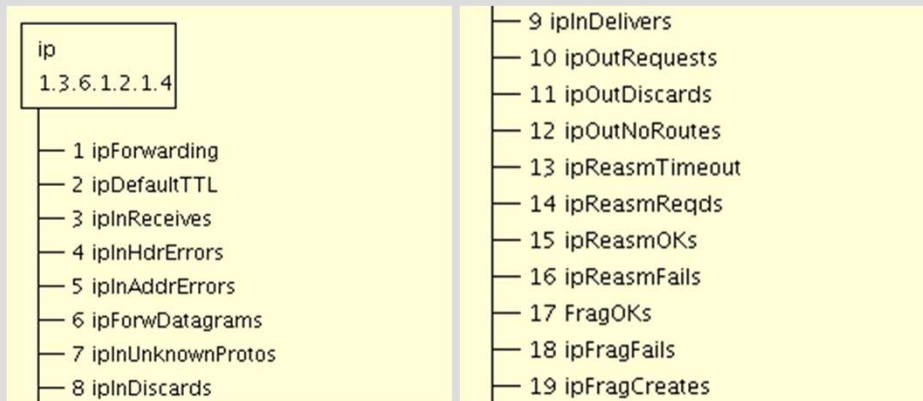 ip
1.3.6.1.2.1.4
1 ipForwarding
2 ipDefaultTTL
3 ipInReceives
4 ipInHdrErrors
5 ipInAddrErrors
6 ipForwDatagrams
7 ipInUnknownProtos
8 ipInDiscards
9 ipInDelivers
10 ipOutRequests
11 ipOutDiscards
12 ipOutNoRoutes
13 ipReasmTimeout
14 ipReasmReqds
15 ipReasmOKs
16 ipReasmFails
17 FragOKs
18 ipFragFails
19 ipFragCreates